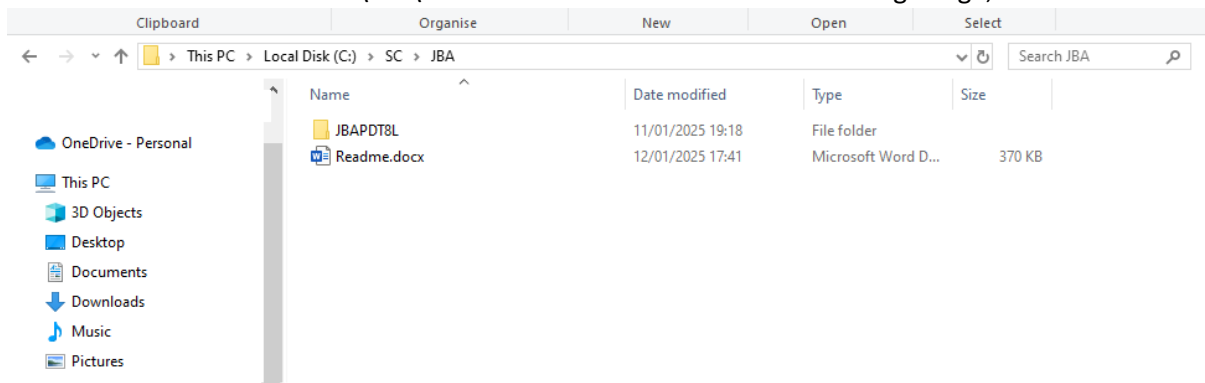 Clipboard Organise New Open Select
This PC > Local Disk (C:) > SC > JBA Search JBA
Name Date modified Type Size
JBAPDT8L 11/01/2025 19:18 File folder
OneDrive - Personal
Readme.docx 12/01/2025 17:41 Microsoft Word D... 370 KB
This PC
3D Objects
Desktop
Documents
Downloads
Music
Pictures